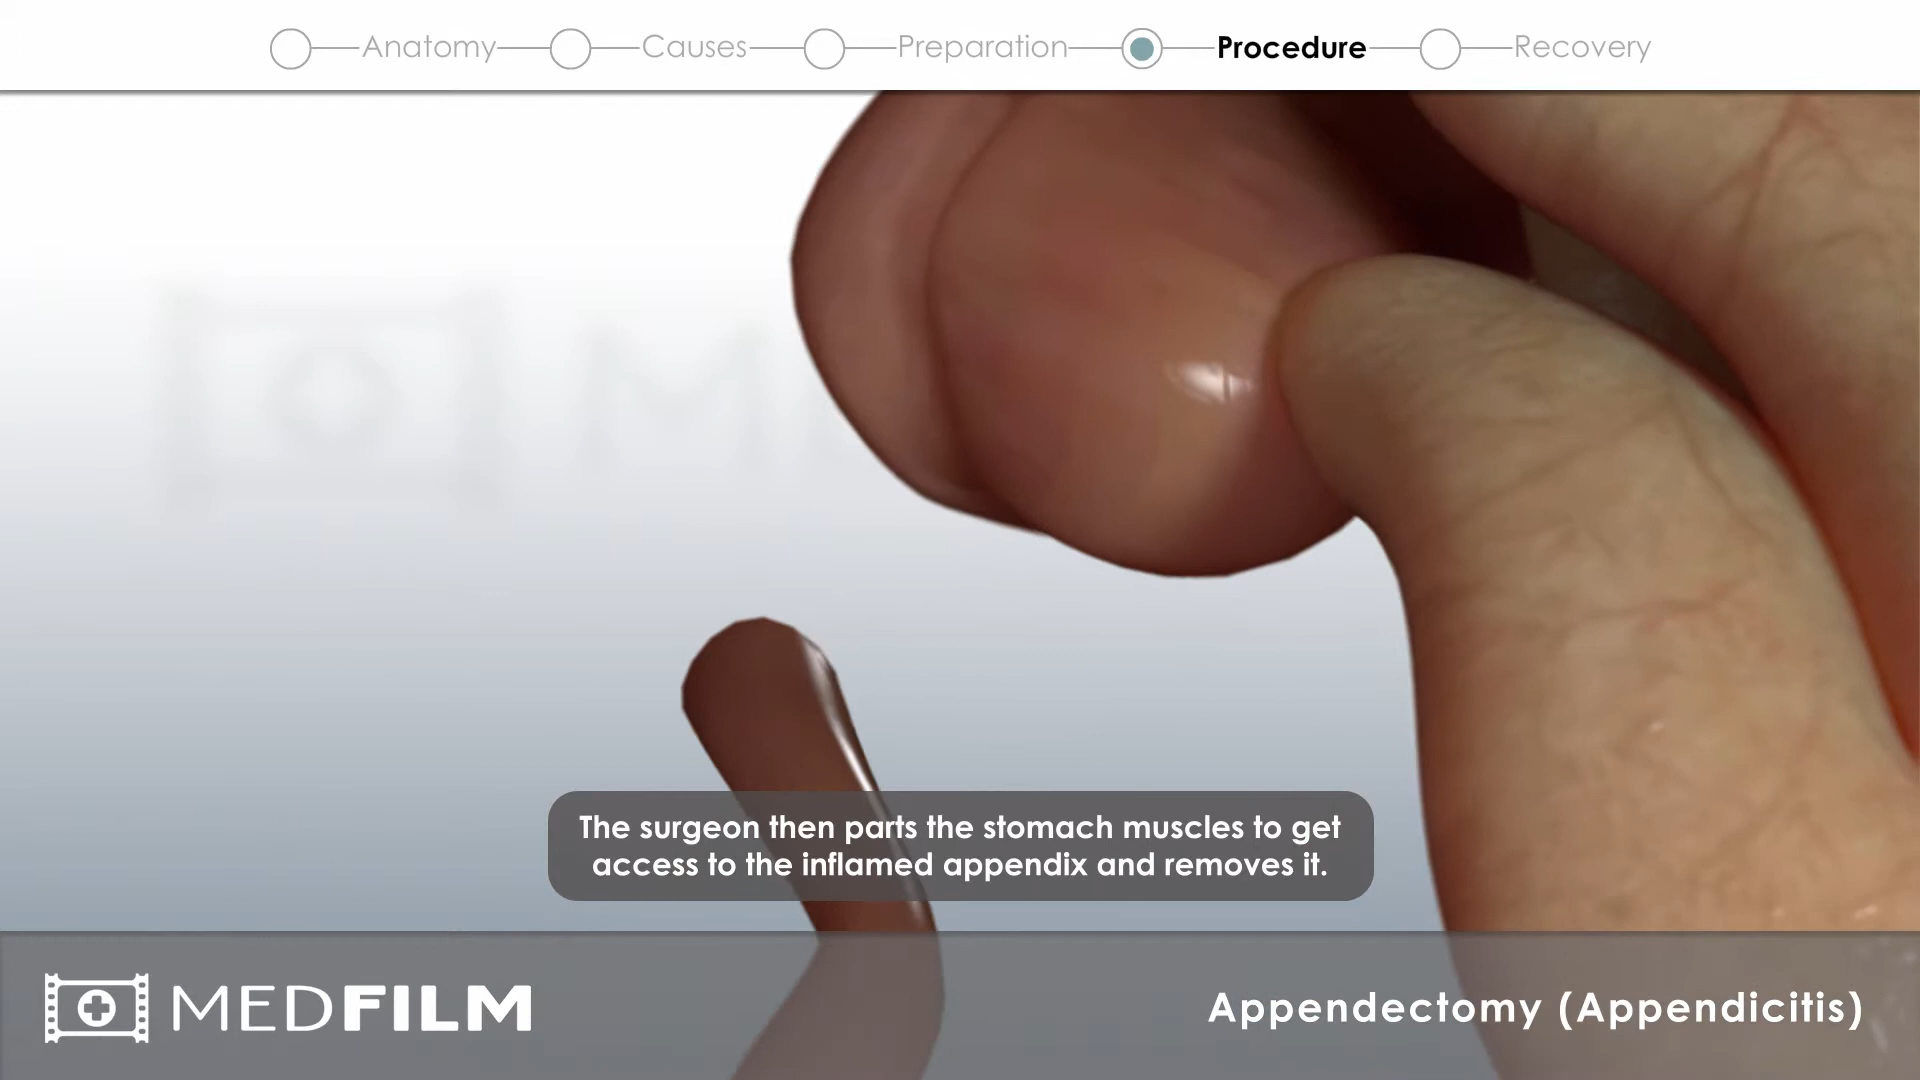 Anatomy Causes Preparation Procedure Recovery
The surgeon then parts the stomach muscles to get
access to the inflamed appendix and removes it.
MEDFILM
Appendectomy (Appendicitis)